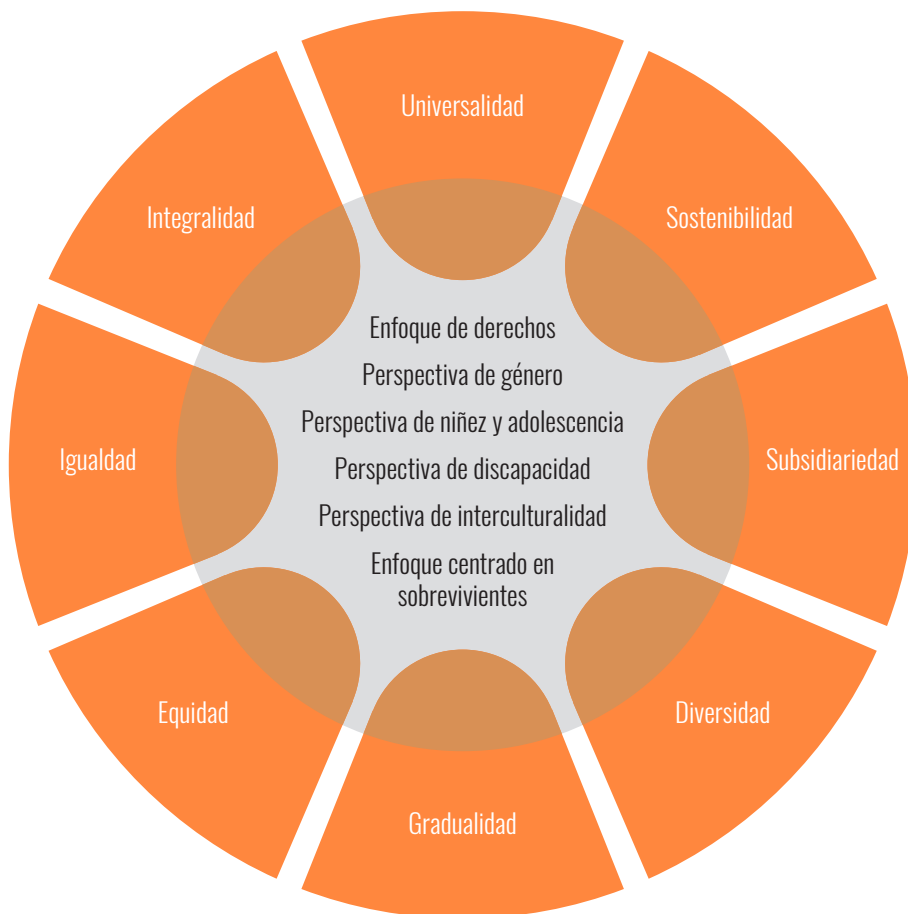 Universalidad
Integralidad
Sostenibilidad
Enfoque de derechos
Perspectiva de género
Perspectiva de niñez y adolescencia
Igualdad
Subsidiariedad
Perspectiva de discapacidad
Perspectiva de interculturalidad
Enfoque centrado en
sobrevivientes
Equidad
Diversidad
Gradualidad